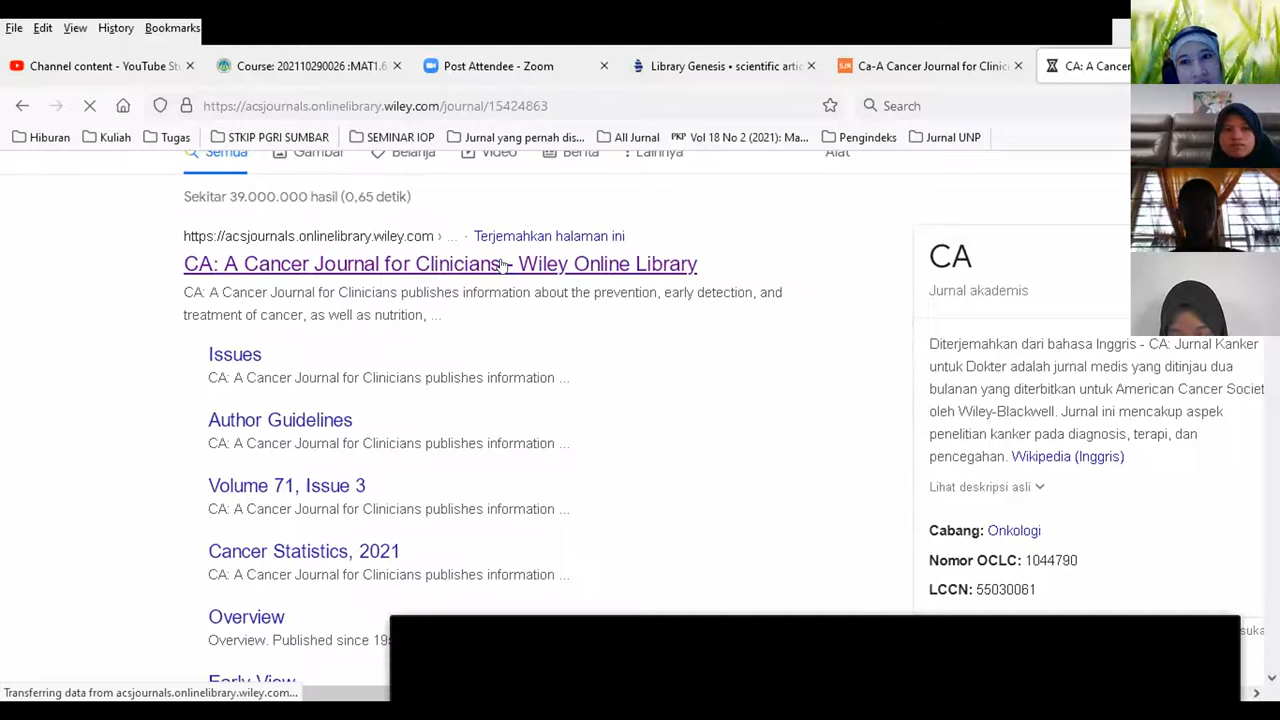 File Edit View History Bookmarks
Channel content - YouTube St
Course: 202110290026 :MAT1.6
Post Attendee - Zoom
Library Genesis • scientific artic
Ca-A Cancer Journal for Clinic
CA: A Cancer
https://acsjournals.onlinelibrary.wiley.com/journal/15424863
Search
Hiburan Kuliah Tugas STKIP PGRI SUMBAR SEMINAR IOP Jurnal yang pernah dis... All Jurnal PKP Vol 18 No 2 (2021): Ma... Pengindeks Jurnal UNP
Semua Gambar Belanja Video Berita Lainnya Alat
Sekitar 39.000.000 hasil (0,65 detik)
https://acsjournals.onlinelibrary.wiley.com › ... · Terjemahkan halaman ini
CA: A Cancer Journal for Clinicians - Wiley Online Library
CA: A Cancer Journal for Clinicians publishes information about the prevention, early detection, and
treatment of cancer, as well as nutrition, ...
Issues
CA: A Cancer Journal for Clinicians publishes information ...
Author Guidelines
CA: A Cancer Journal for Clinicians publishes information ...
Volume 71, Issue 3
CA: A Cancer Journal for Clinicians publishes information ...
Cancer Statistics, 2021
CA: A Cancer Journal for Clinicians publishes information ...
Overview
Overview. Published since 19
Early View
CA
Jurnal akademis
Diterjemahkan dari bahasa Inggris - CA: Jurnal Kanker
untuk Dokter adalah jurnal medis yang ditinjau dua
bulanan yang diterbitkan untuk American Cancer Societ
oleh Wiley-Blackwell. Jurnal ini mencakup aspek
penelitian kanker pada diagnosis, terapi, dan
pencegahan. Wikipedia (Inggris)
Lihat deskripsi asli
Cabang: Onkologi
Nomor OCLC: 1044790
LCCN: 55030061
Transferring data from acsjournals.onlinelibrary.wiley.com...